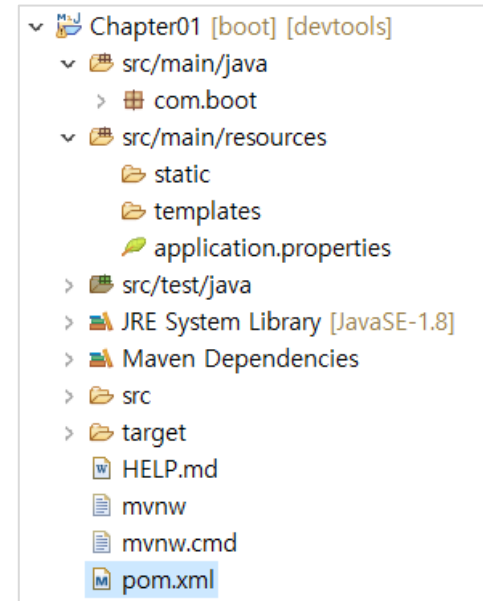 Chapter01 [boot] [devtools]
src/main/java
com.boot
src/main/resources
static
templates
application.properties
src/test/java
JRE System Library [JavaSE-1.8]
Maven Dependencies
src
target
HELP.md
mvnw
mvnw.cmd
pom.xml